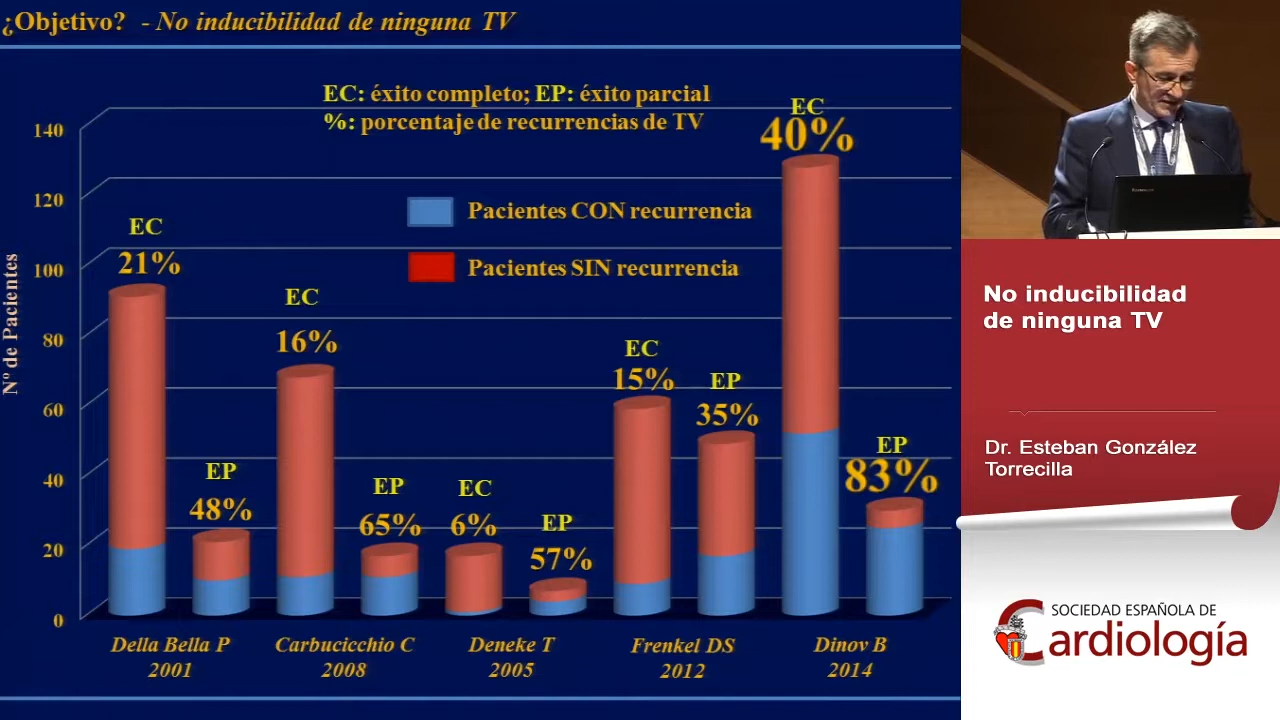 ¿Objetivo? - No inducibilidad de ninguna TV
EC: éxito completo; EP: éxito parcial
%: porcentaje de recurrencias de TV
Pacientes CON recurrencia
Pacientes SIN recurrencia
Nº de Pacientes
140
120
100
80
60
40
20
0
EC
21%
EP
48%
EC
16%
EP
65%
EC
6%
EP
57%
EC
15%
EP
35%
EC
40%
EP
83%
Della Bella P
2001
Carbucicchio C
2008
Deneke T
2005
Frenkel DS
2012
Dinov B
2014
No inducibilidad
de ninguna TV
Dr. Esteban González
Torrecilla
SOCIEDAD ESPAÑOLA DE
Cardiología